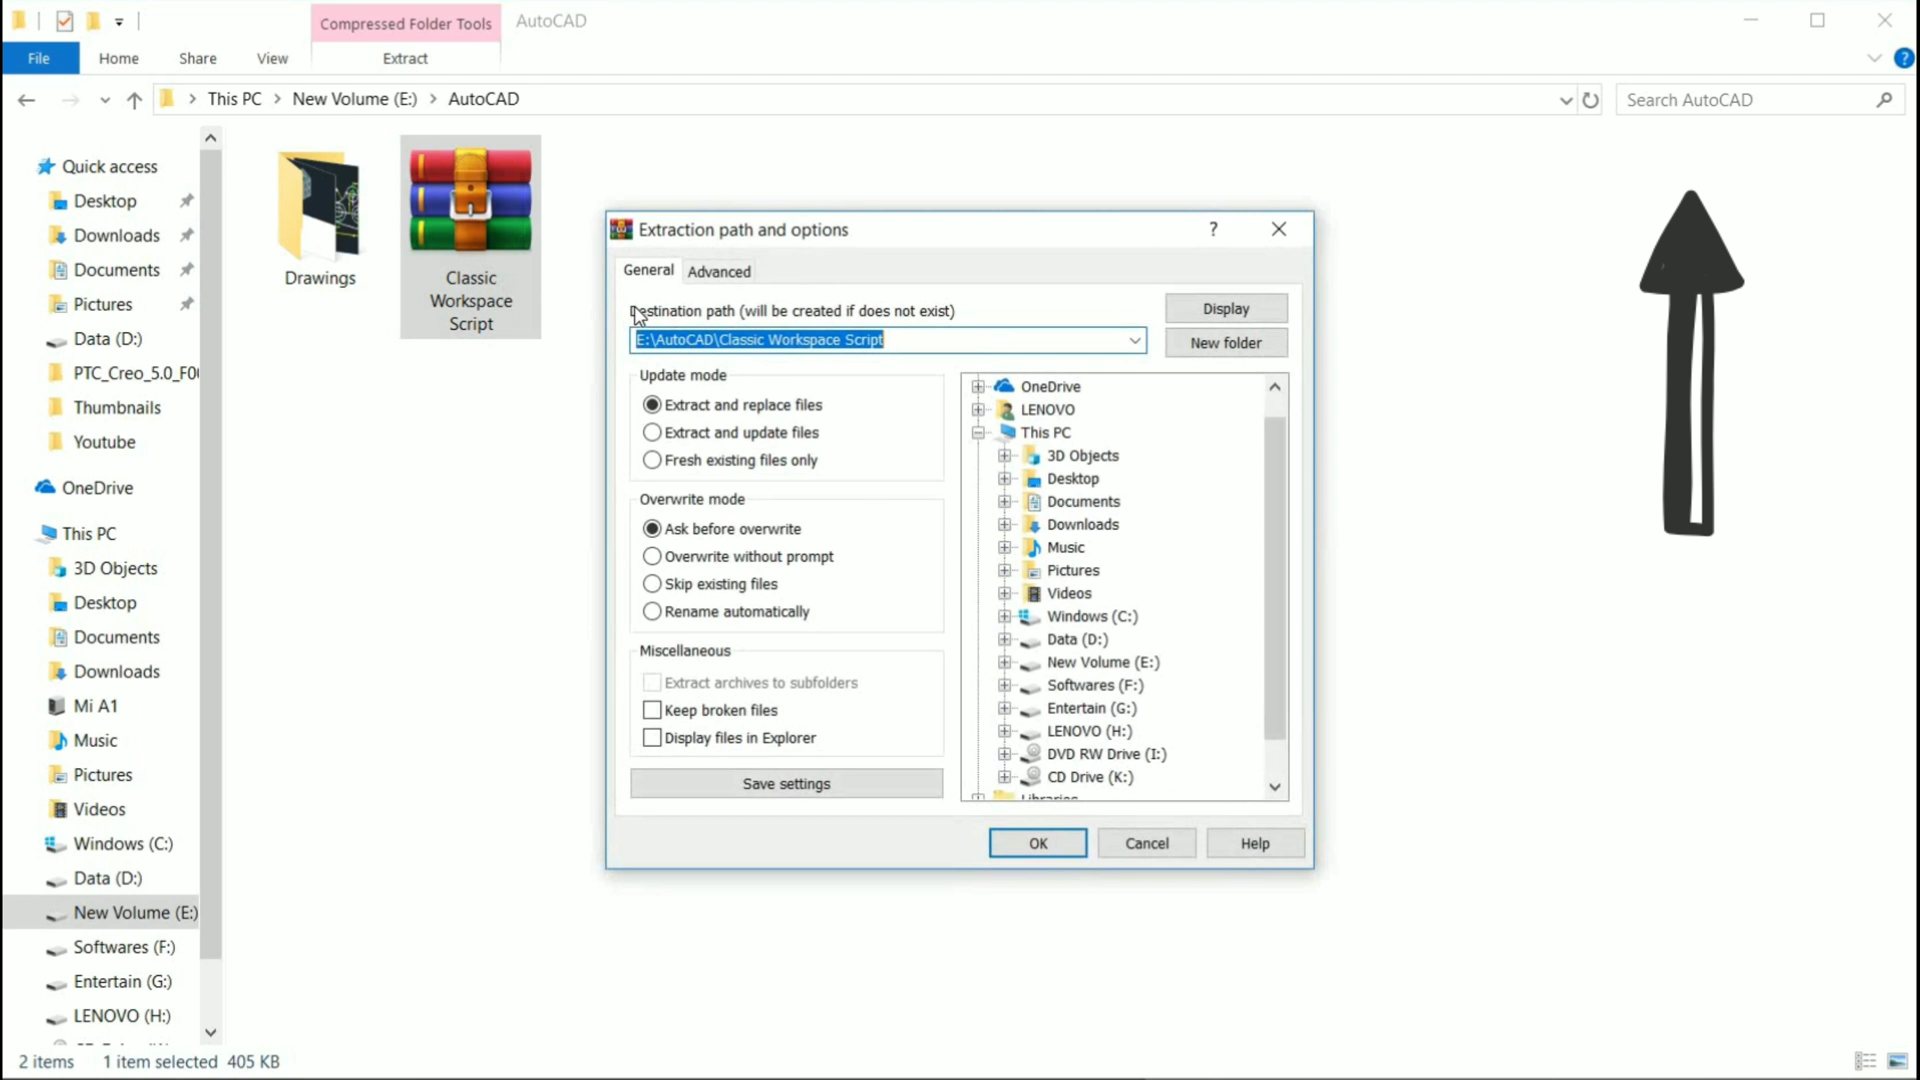 Compressed Folder Tools
AutoCAD
File
Home
Share
View
Extract
?
This PC
New Volume (E:)
AutoCAD
Search AutoCAD
Quick access
Desktop
Downloads
Documents
Pictures
Data (D:)
PTC_Creo_5.0_F00
Thumbnails
Youtube
OneDrive
This PC
3D Objects
Desktop
Documents
Downloads
Mi A1
Music
Pictures
Videos
Windows (C:)
Data (D:)
New Volume (E:)
Softwares (F:)
Entertain (G:)
LENOVO (H:)
Drawings
Classic
Workspace
Script
Extraction path and options
?
General
Advanced
Destination path (will be created if does not exist)
E:\AutoCAD\Classic Workspace Script
Display
New folder
Update mode
Extract and replace files
Extract and update files
Fresh existing files only
Overwrite mode
Ask before overwrite
Overwrite without prompt
Skip existing files
Rename automatically
Miscellaneous
Extract archives to subfolders
Keep broken files
Display files in Explorer
Save settings
OneDrive
LENOVO
This PC
3D Objects
Desktop
Documents
Downloads
Music
Pictures
Videos
Windows (C:)
Data (D:)
New Volume (E:)
Softwares (F:)
Entertain (G:)
LENOVO (H:)
DVD RW Drive (I:)
CD Drive (K:)
Libraries
OK
Cancel
Help
2 items
1 item selected 405 KB